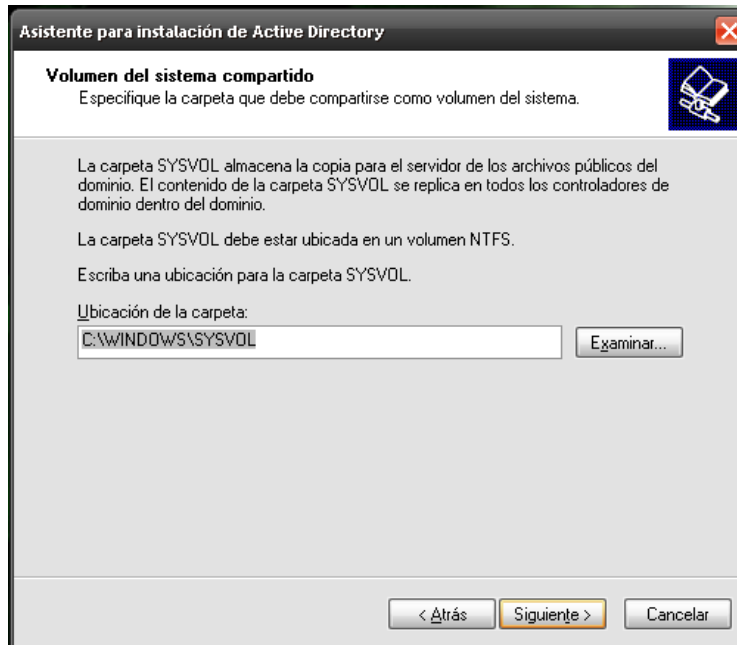 Asistente para instalación de Active Directory
Volumen del sistema compartido
Especifique la carpeta que debe compartirse como volumen del sistema.
La carpeta SYSVOL almacena la copia para el servidor de los archivos públicos del
dominio. El contenido de la carpeta SYSVOL se replica en todos los controladores de
dominio dentro del dominio.
La carpeta SYSVOL debe estar ubicada en un volumen NTFS.
Escriba una ubicación para la carpeta SYSVOL.
Ubicación de la carpeta:
C:\WINDOWS\SYSVOL
Examinar...
< Atrás
Siguiente >
Cancelar